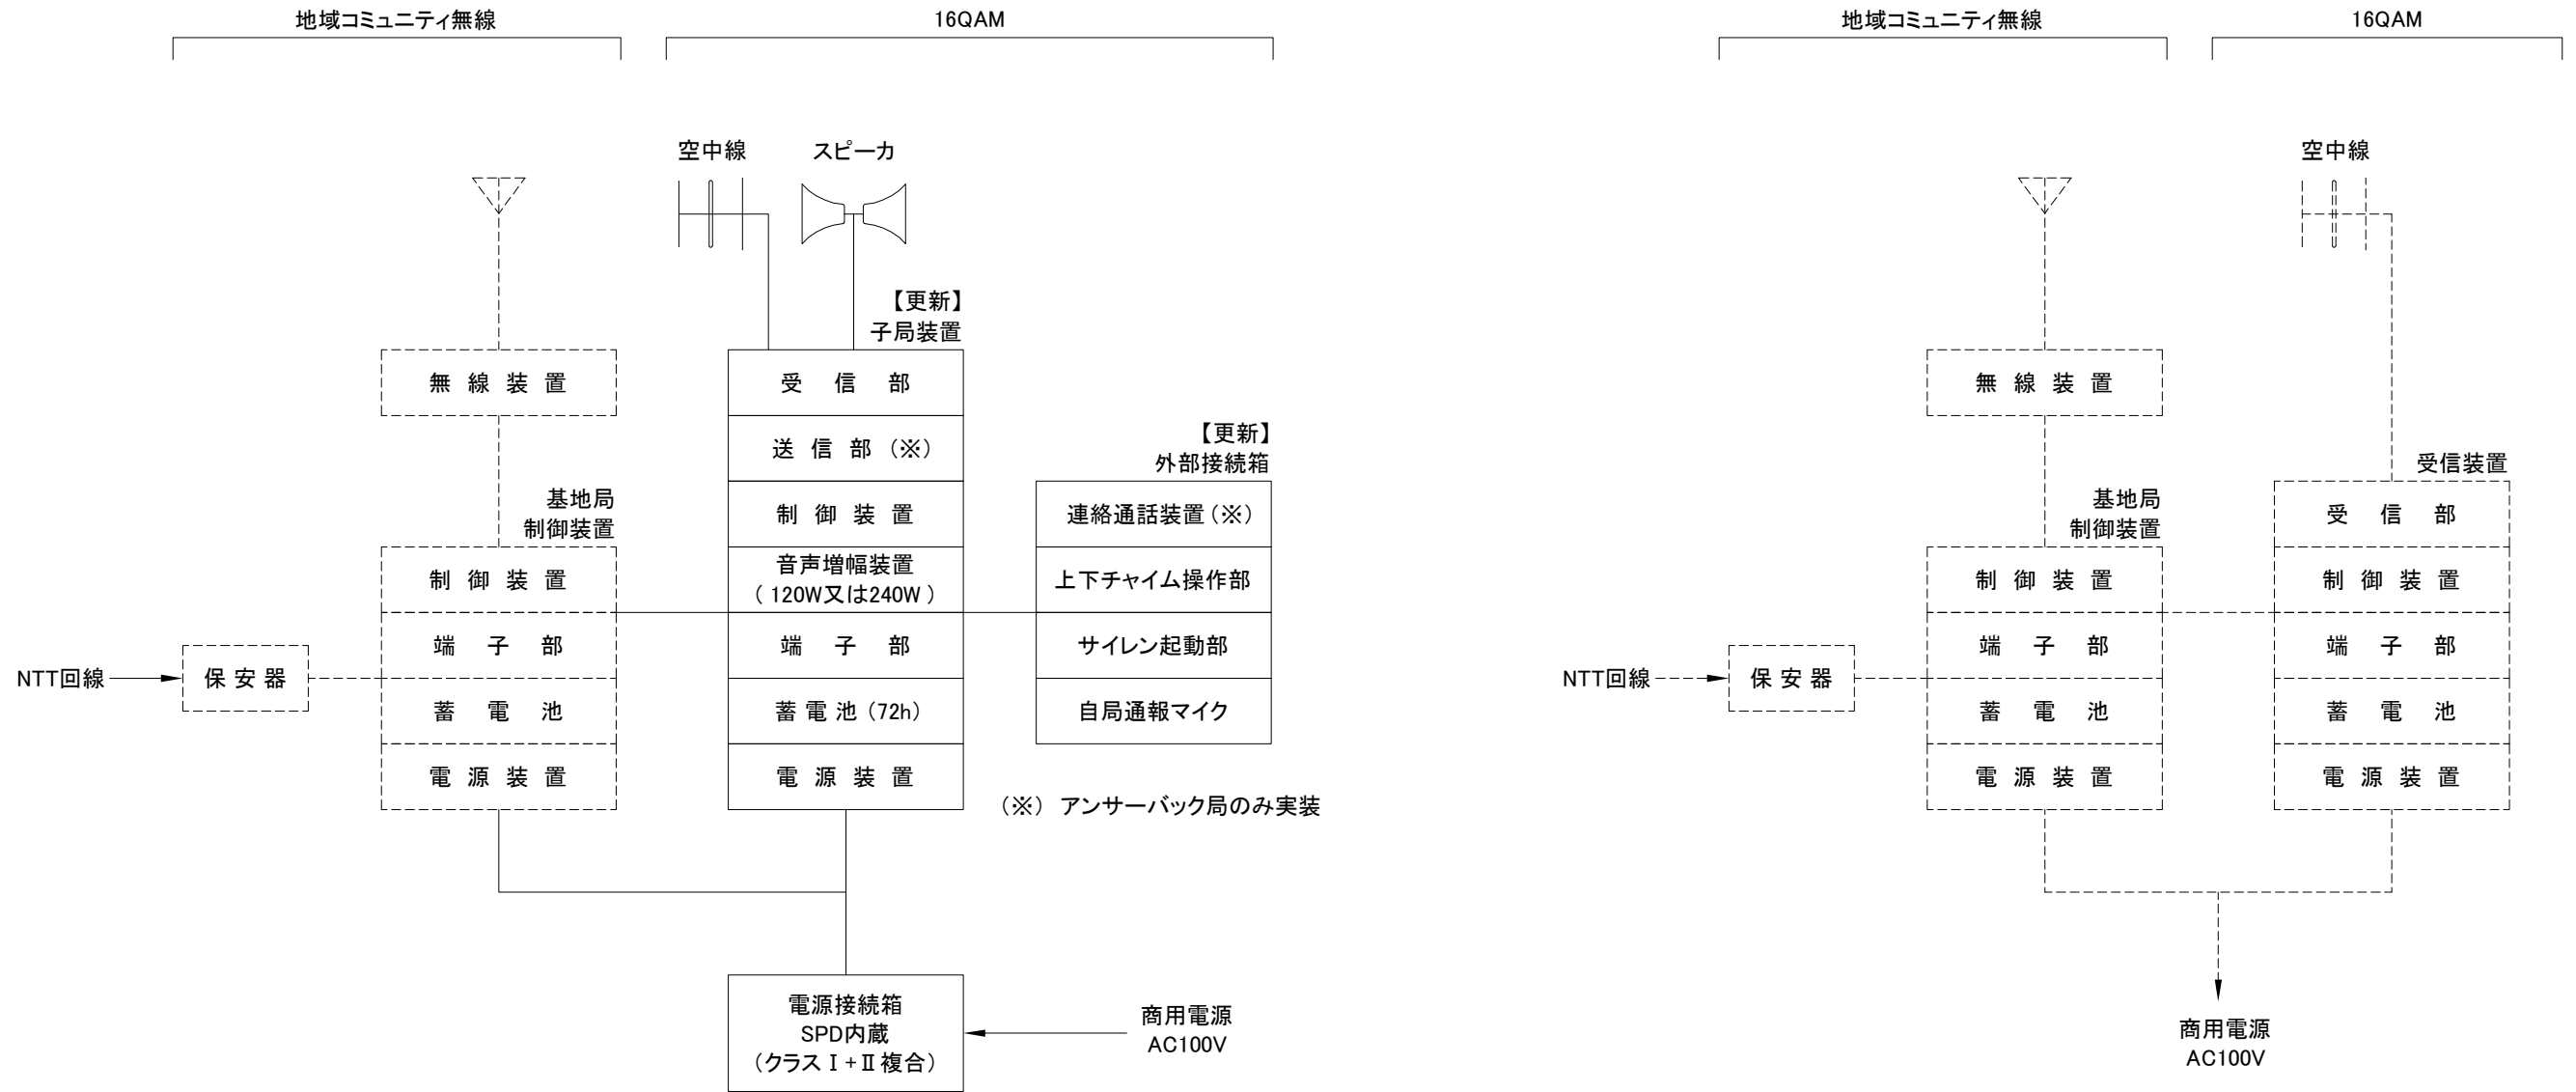 地域コミュニティ無線
16QAM
空中線
スピーカ
【更新】
子局装置
無線装置
受信部
送信部(※)
【更新】
外部接続箱
基地局
制御装置
制御装置
連絡通話装置(※)
制御装置
音声増幅装置
(120W又は240W)
上下チャイム操作部
NTT回線
保安器
端子部
端子部
サイレン起動部
蓄電池
蓄電池(72h)
自局通報マイク
電源装置
電源装置
(※) アンサーバック局のみ実装
電源接続箱
SPD内蔵
(クラスⅠ+Ⅱ複合)
商用電源
AC100V
地域コミュニティ無線
16QAM
空中線
無線装置
受信装置
基地局
制御装置
受信部
制御装置
制御装置
NTT回線
保安器
端子部
端子部
蓄電池
蓄電池
電源装置
電源装置
商用電源
AC100V